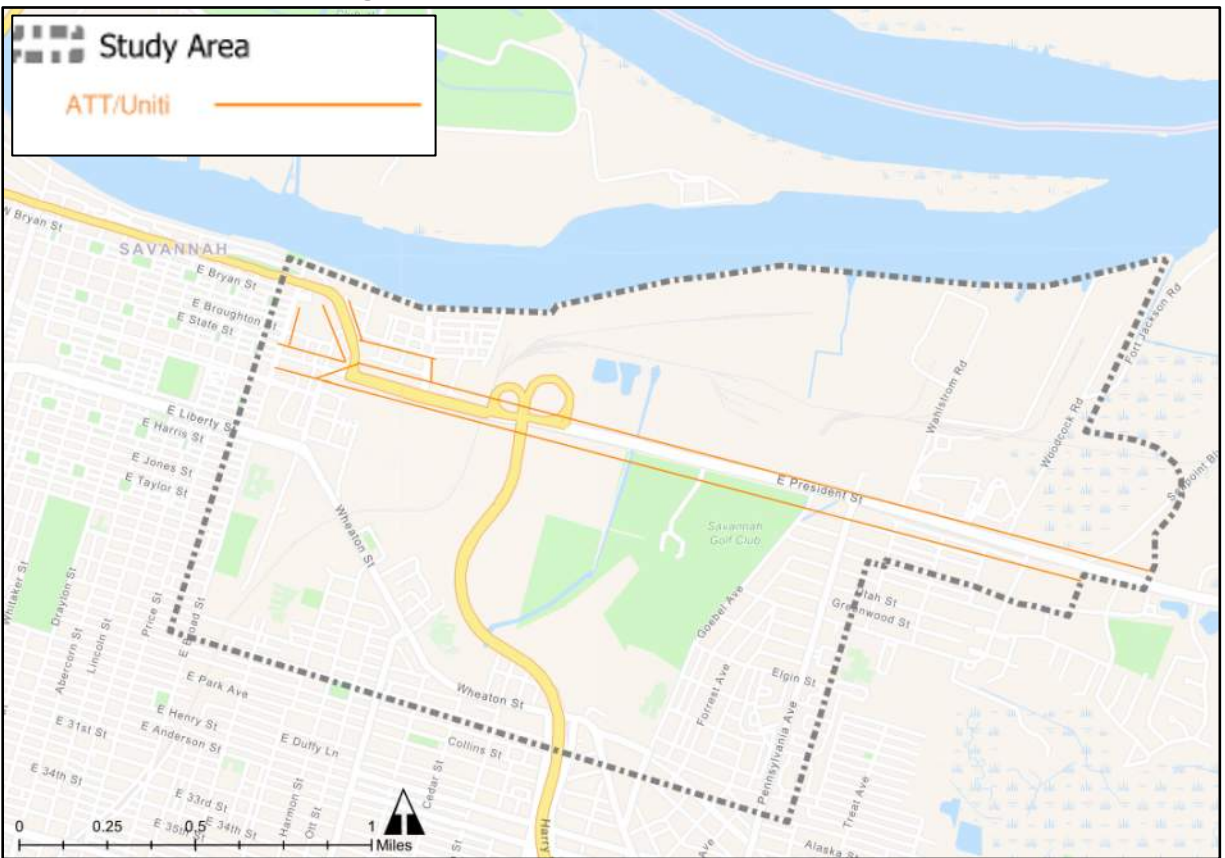 Study Area
ATT/Uniti
W Bryan St
SAVANNAH
E Bryan St
E Broughton St
E State St
E Liberty St
E Harris St
E Jones St
E Taylor St
Wheaton St
Whitaker St
Drayton St
Abercorn St
Lincoln St
Price St
E Broad St
E President St
Savannah
Golf Club
Wahlstrom Rd
Woodcock Rd
Fort Jackson Rd
Utah St
Greenwood St
Goebel Ave
Forrest Ave
Elgin St
Pennsylvania Ave
Treat Ave
E Park Ave
Wheaton St
E Henry St
E Anderson St
E 31st St
E Duffy Ln
Collins St
Cedar St
E 34th St
E 33rd St
E 34th St
E 35th St
Harmon St
Ott St
Harry
Ave
Alaska St
0 0.25 0.5 1
Miles